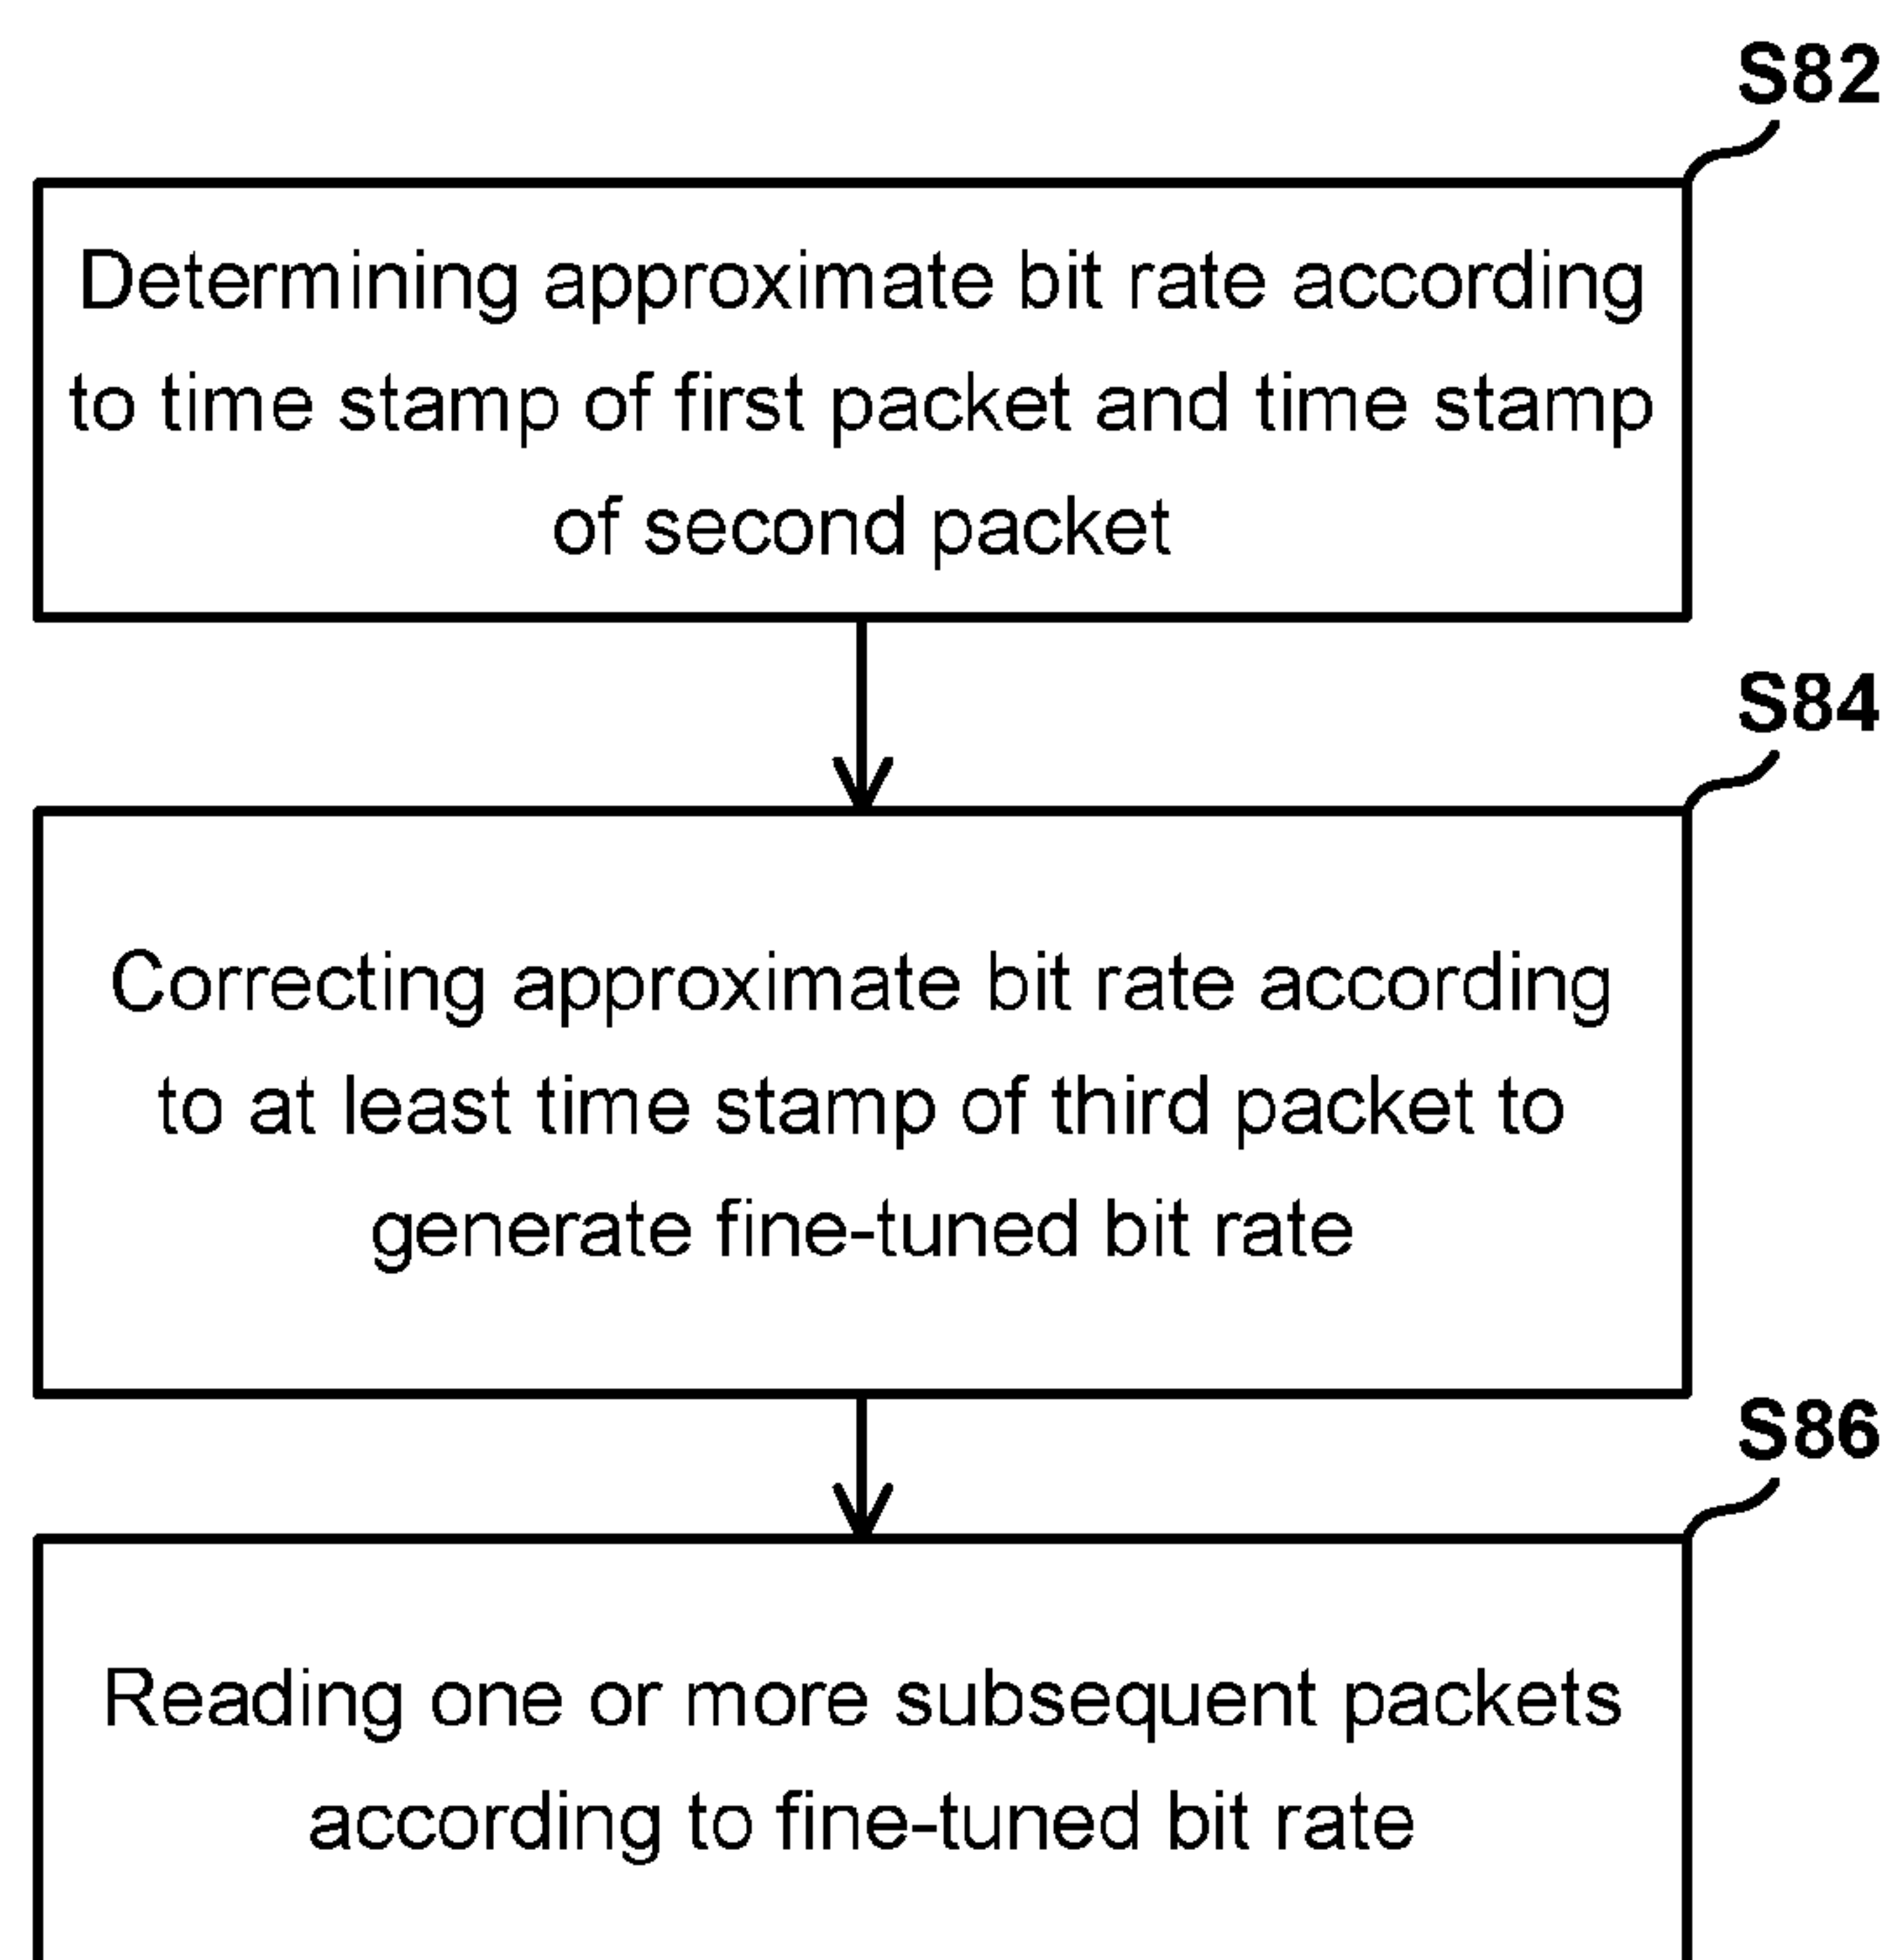 S82
Determining approximate bit rate according
to time stamp of first packet and time stamp
of second packet
S84
Correcting approximate bit rate according
to at least time stamp of third packet to
generate fine-tuned bit rate
S86
Reading one or more subsequent packets
according to fine-tuned bit rate